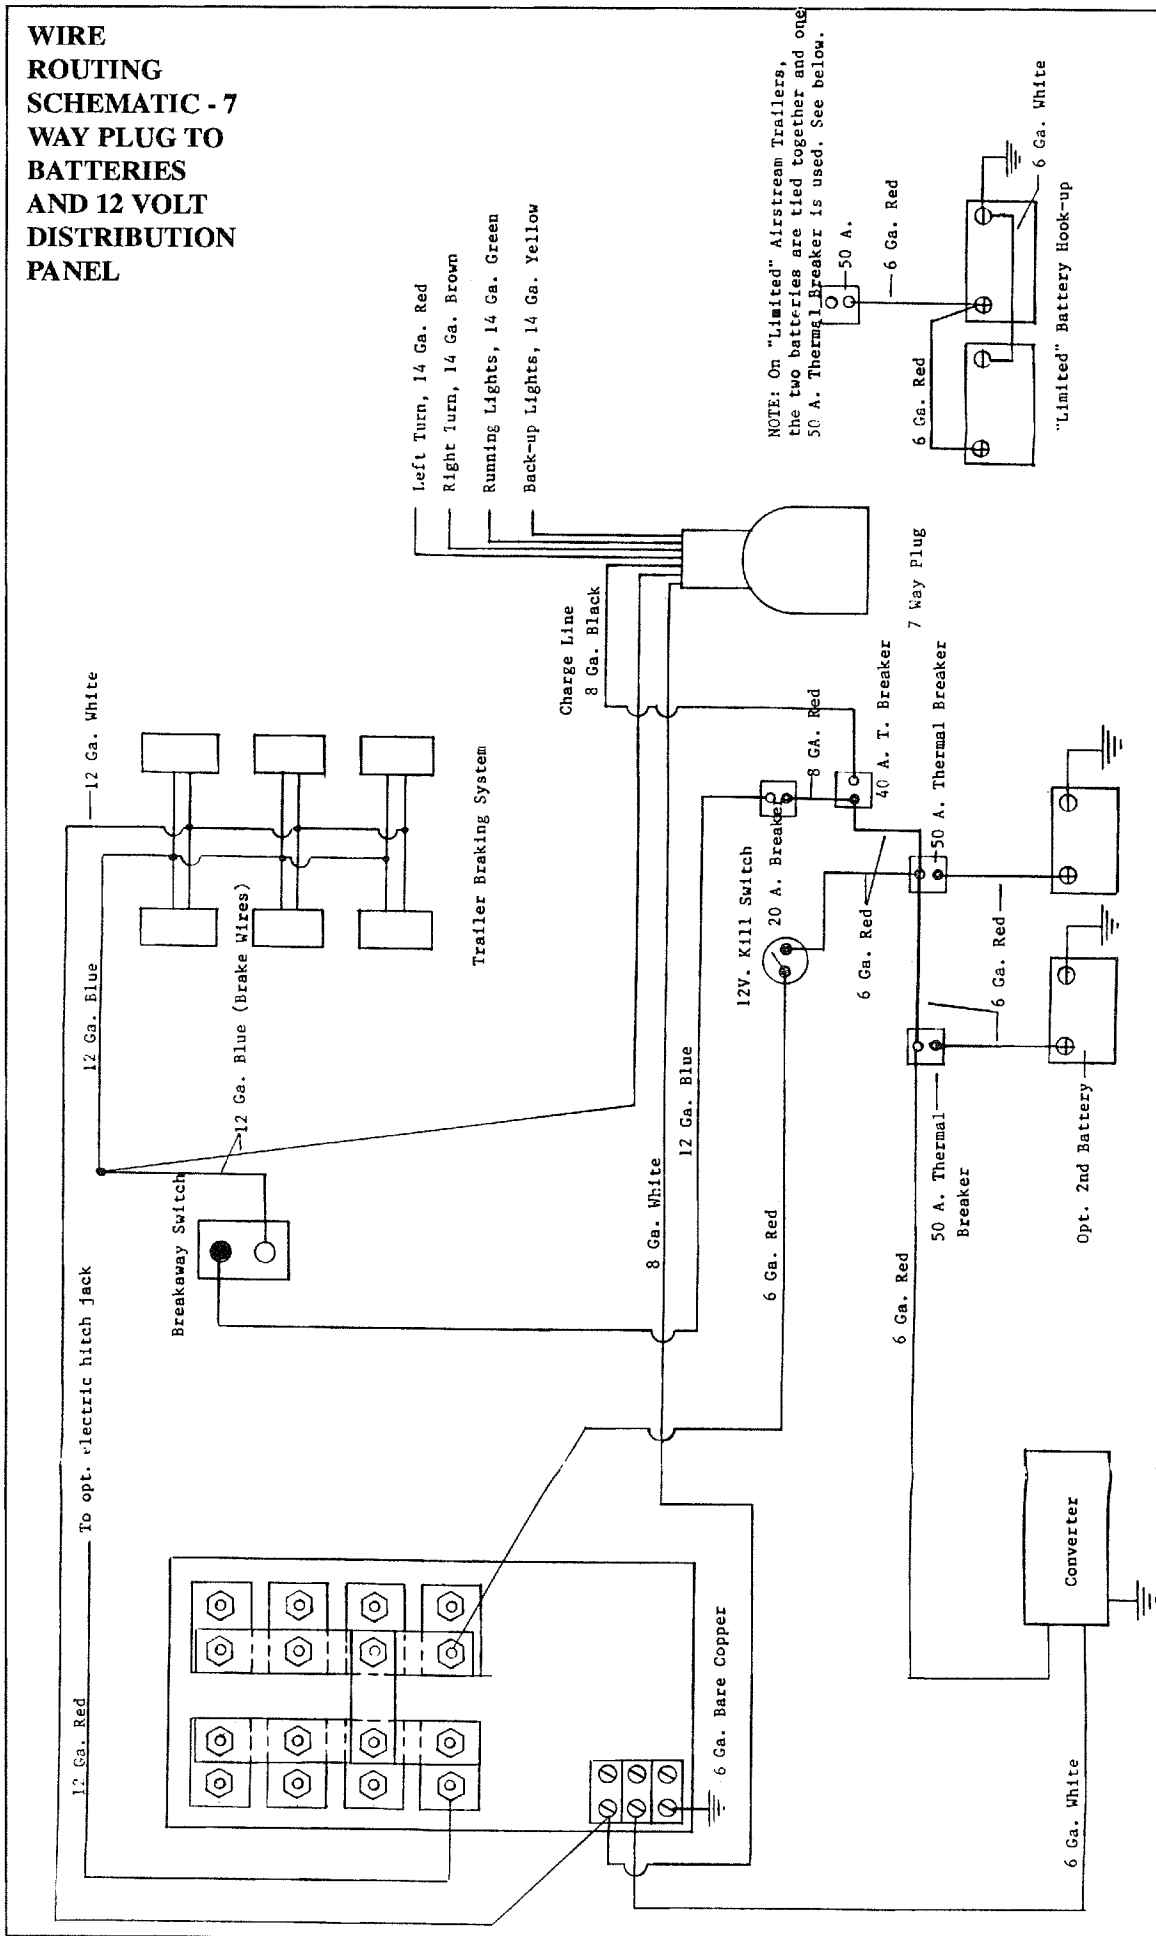 WIRE
ROUTING
SCHEMATIC - 7
WAY PLUG TO
BATTERIES
AND 12 VOLT
DISTRIBUTION
PANEL
12 Ga. Red
To opt. electric hitch jack
12 Ga. Blue
12 Ga. White
12 Ga. Blue (Brake Wires)
Breakaway Switch
Trailer Braking System
Left Turn, 14 Ga. Red
Right Turn, 14 Ga. Brown
Running Lights, 14 Ga. Green
Back-up Lights, 14 Ga. Yellow
Charge Line
8 Ga. Black
8 Ga. White
12 Ga. Blue
6 Ga. Bare Copper
6 Ga. Red
12V. Kill Switch
20 A. Breaker
8 GA. Red
40 A. T. Breaker
7 Way Plug
6 Ga. Red
50 A. Thermal Breaker
6 Ga. Red
50 A. Thermal
Breaker
6 Ga. Red
Opt. 2nd Battery
Converter
6 Ga. White
NOTE: On "Limited" Airstream Trailers,
the two batteries are tied together and one
50 A. Thermal Breaker is used. See below.
50 A.
6 Ga. Red
6 Ga. Red
6 Ga. White
"Limited" Battery Hook-up